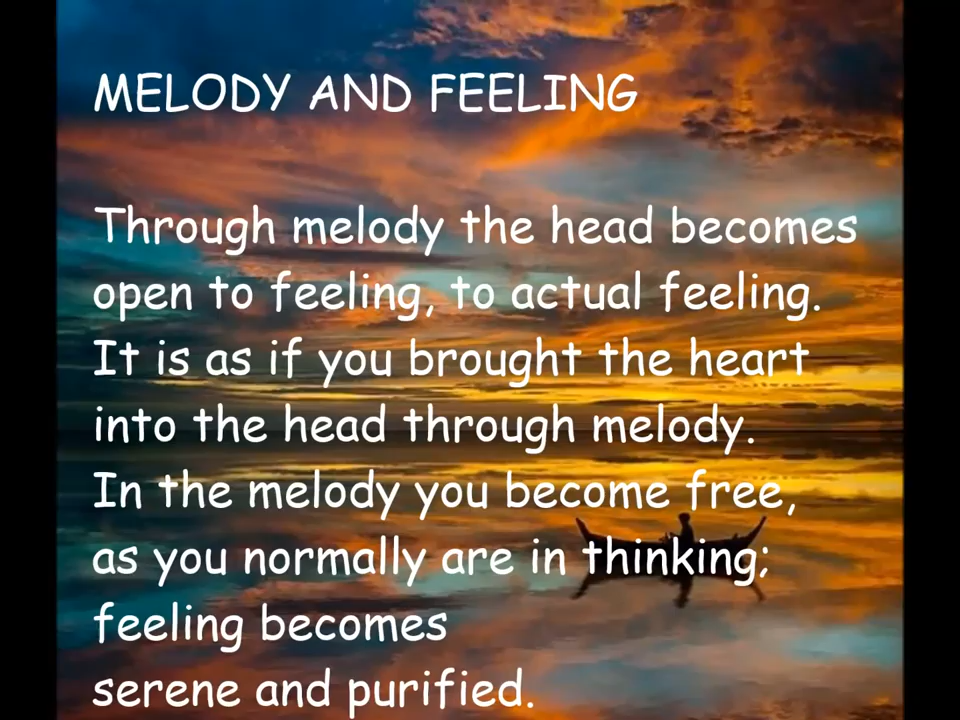 MELODY AND FEELING
Through melody the head becomes
open to feeling, to actual feeling.
It is as if you brought the heart
into the head through melody.
In the melody you become free,
as you normally are in thinking;
feeling becomes
serene and purified.